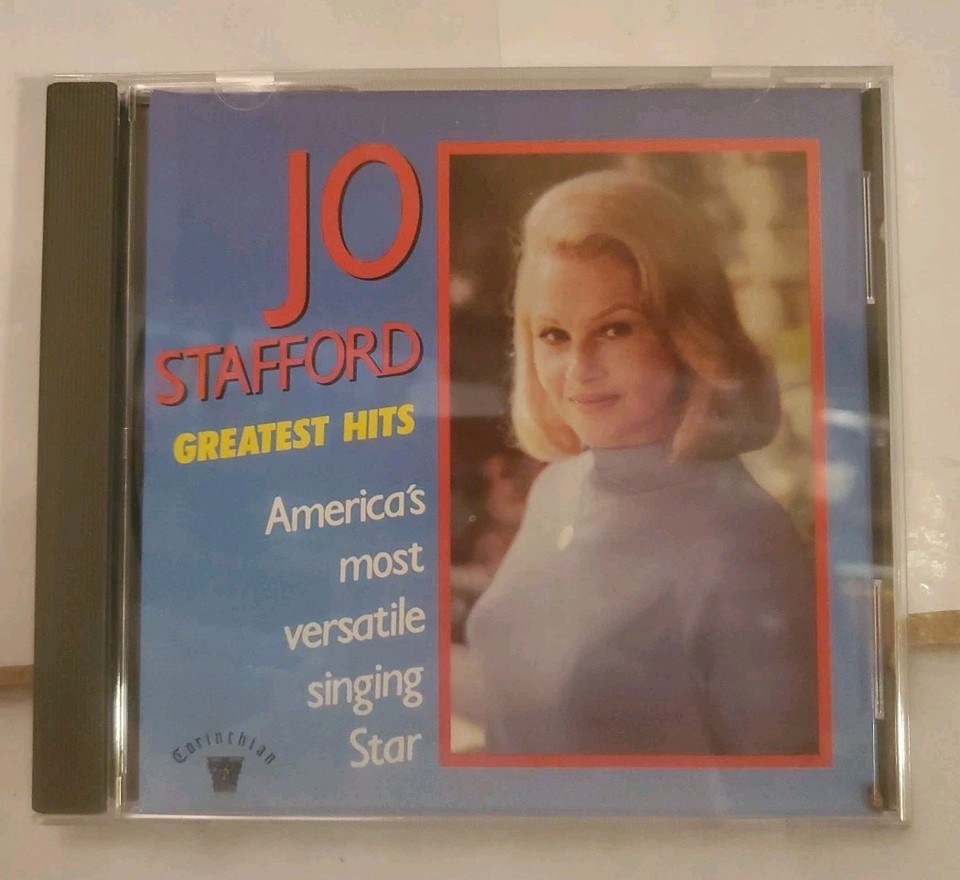 JO
STAFFORD
GREATEST HITS
America's
most
versatile
singing
Star
Corinthian